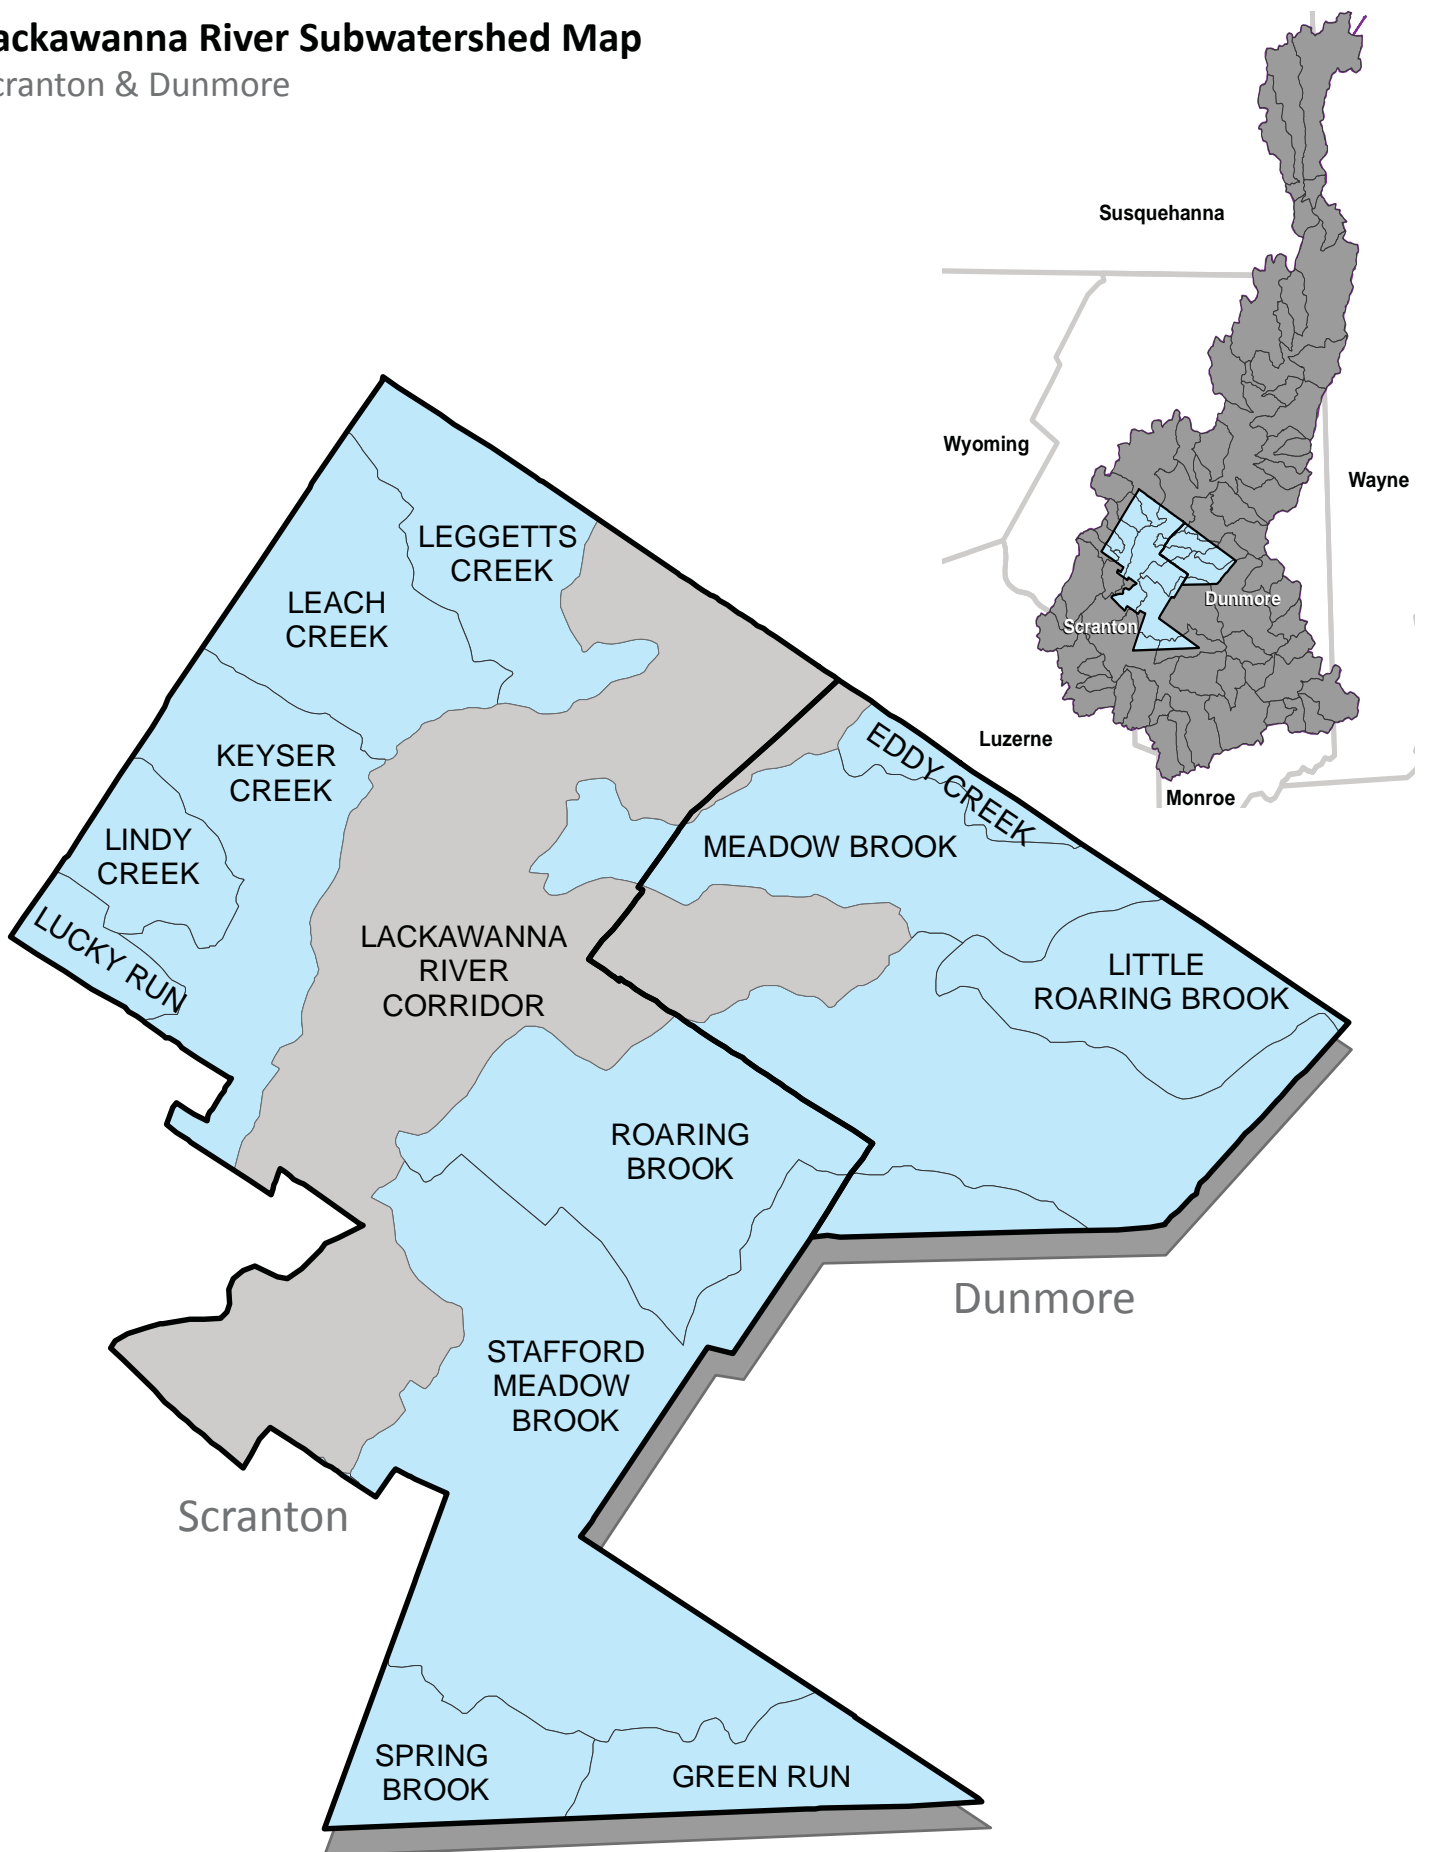 ackawanna River Subwatershed Map
cranton & Dunmore
Susquehanna
Wyoming
Wayne
Dunmore
Scranton
Luzerne
Monroe
LEGGETTS
CREEK
LEACH
CREEK
KEYSER
CREEK
EDDY CREEK
LINDY
CREEK
MEADOW BROOK
LUCKY RUN
LACKAWANNA
RIVER
CORRIDOR
LITTLE
ROARING BROOK
ROARING
BROOK
Dunmore
STAFFORD
MEADOW
BROOK
Scranton
SPRING
BROOK
GREEN RUN